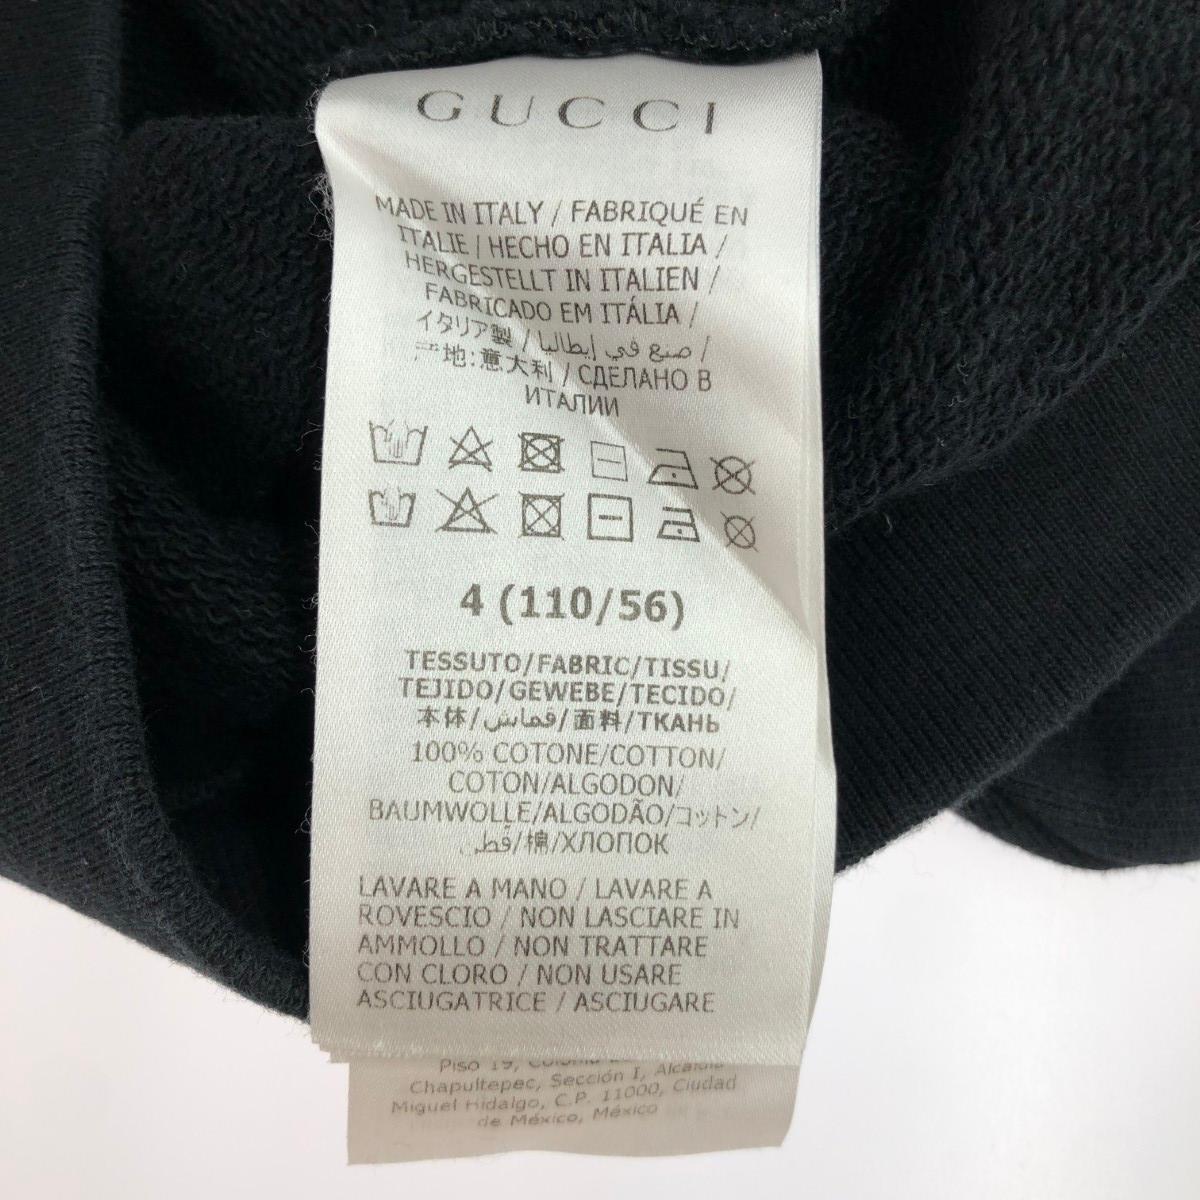 GUCCI
MADE IN ITALY / FABRIQUÉ EN
ITALIE / HECHO EN ITALIA /
HERGESTELLT IN ITALIEN /
FABRICADO EM ITÁLIA /
イタリア製 / صنع في إيطاليا /
产地:意大利 / СДЕЛАНО В
ИТАЛИИ
4 (110/56)
TESSUTO/FABRIC/TISSU/
TEJIDO/GEWEBE/TECIDO/
本体/قماش/面料/ТКАНЬ
100% COTONE/COTTON/
COTON/ALGODON/
BAUMWOLLE/ALGODÃO/コットン/
قطن/棉/ХЛОПОК
LAVARE A MANO / LAVARE A
ROVESCIO / NON LASCIARE IN
AMMOLLO / NON TRATTARE
CON CLORO / NON USARE
ASCIUGATRICE / ASCIUGARE
Piso 19, Colonia
Chapultepec, Sección I, Alcaldía
Miguel Hidalgo, C.P. 11000, Ciudad
de México, México